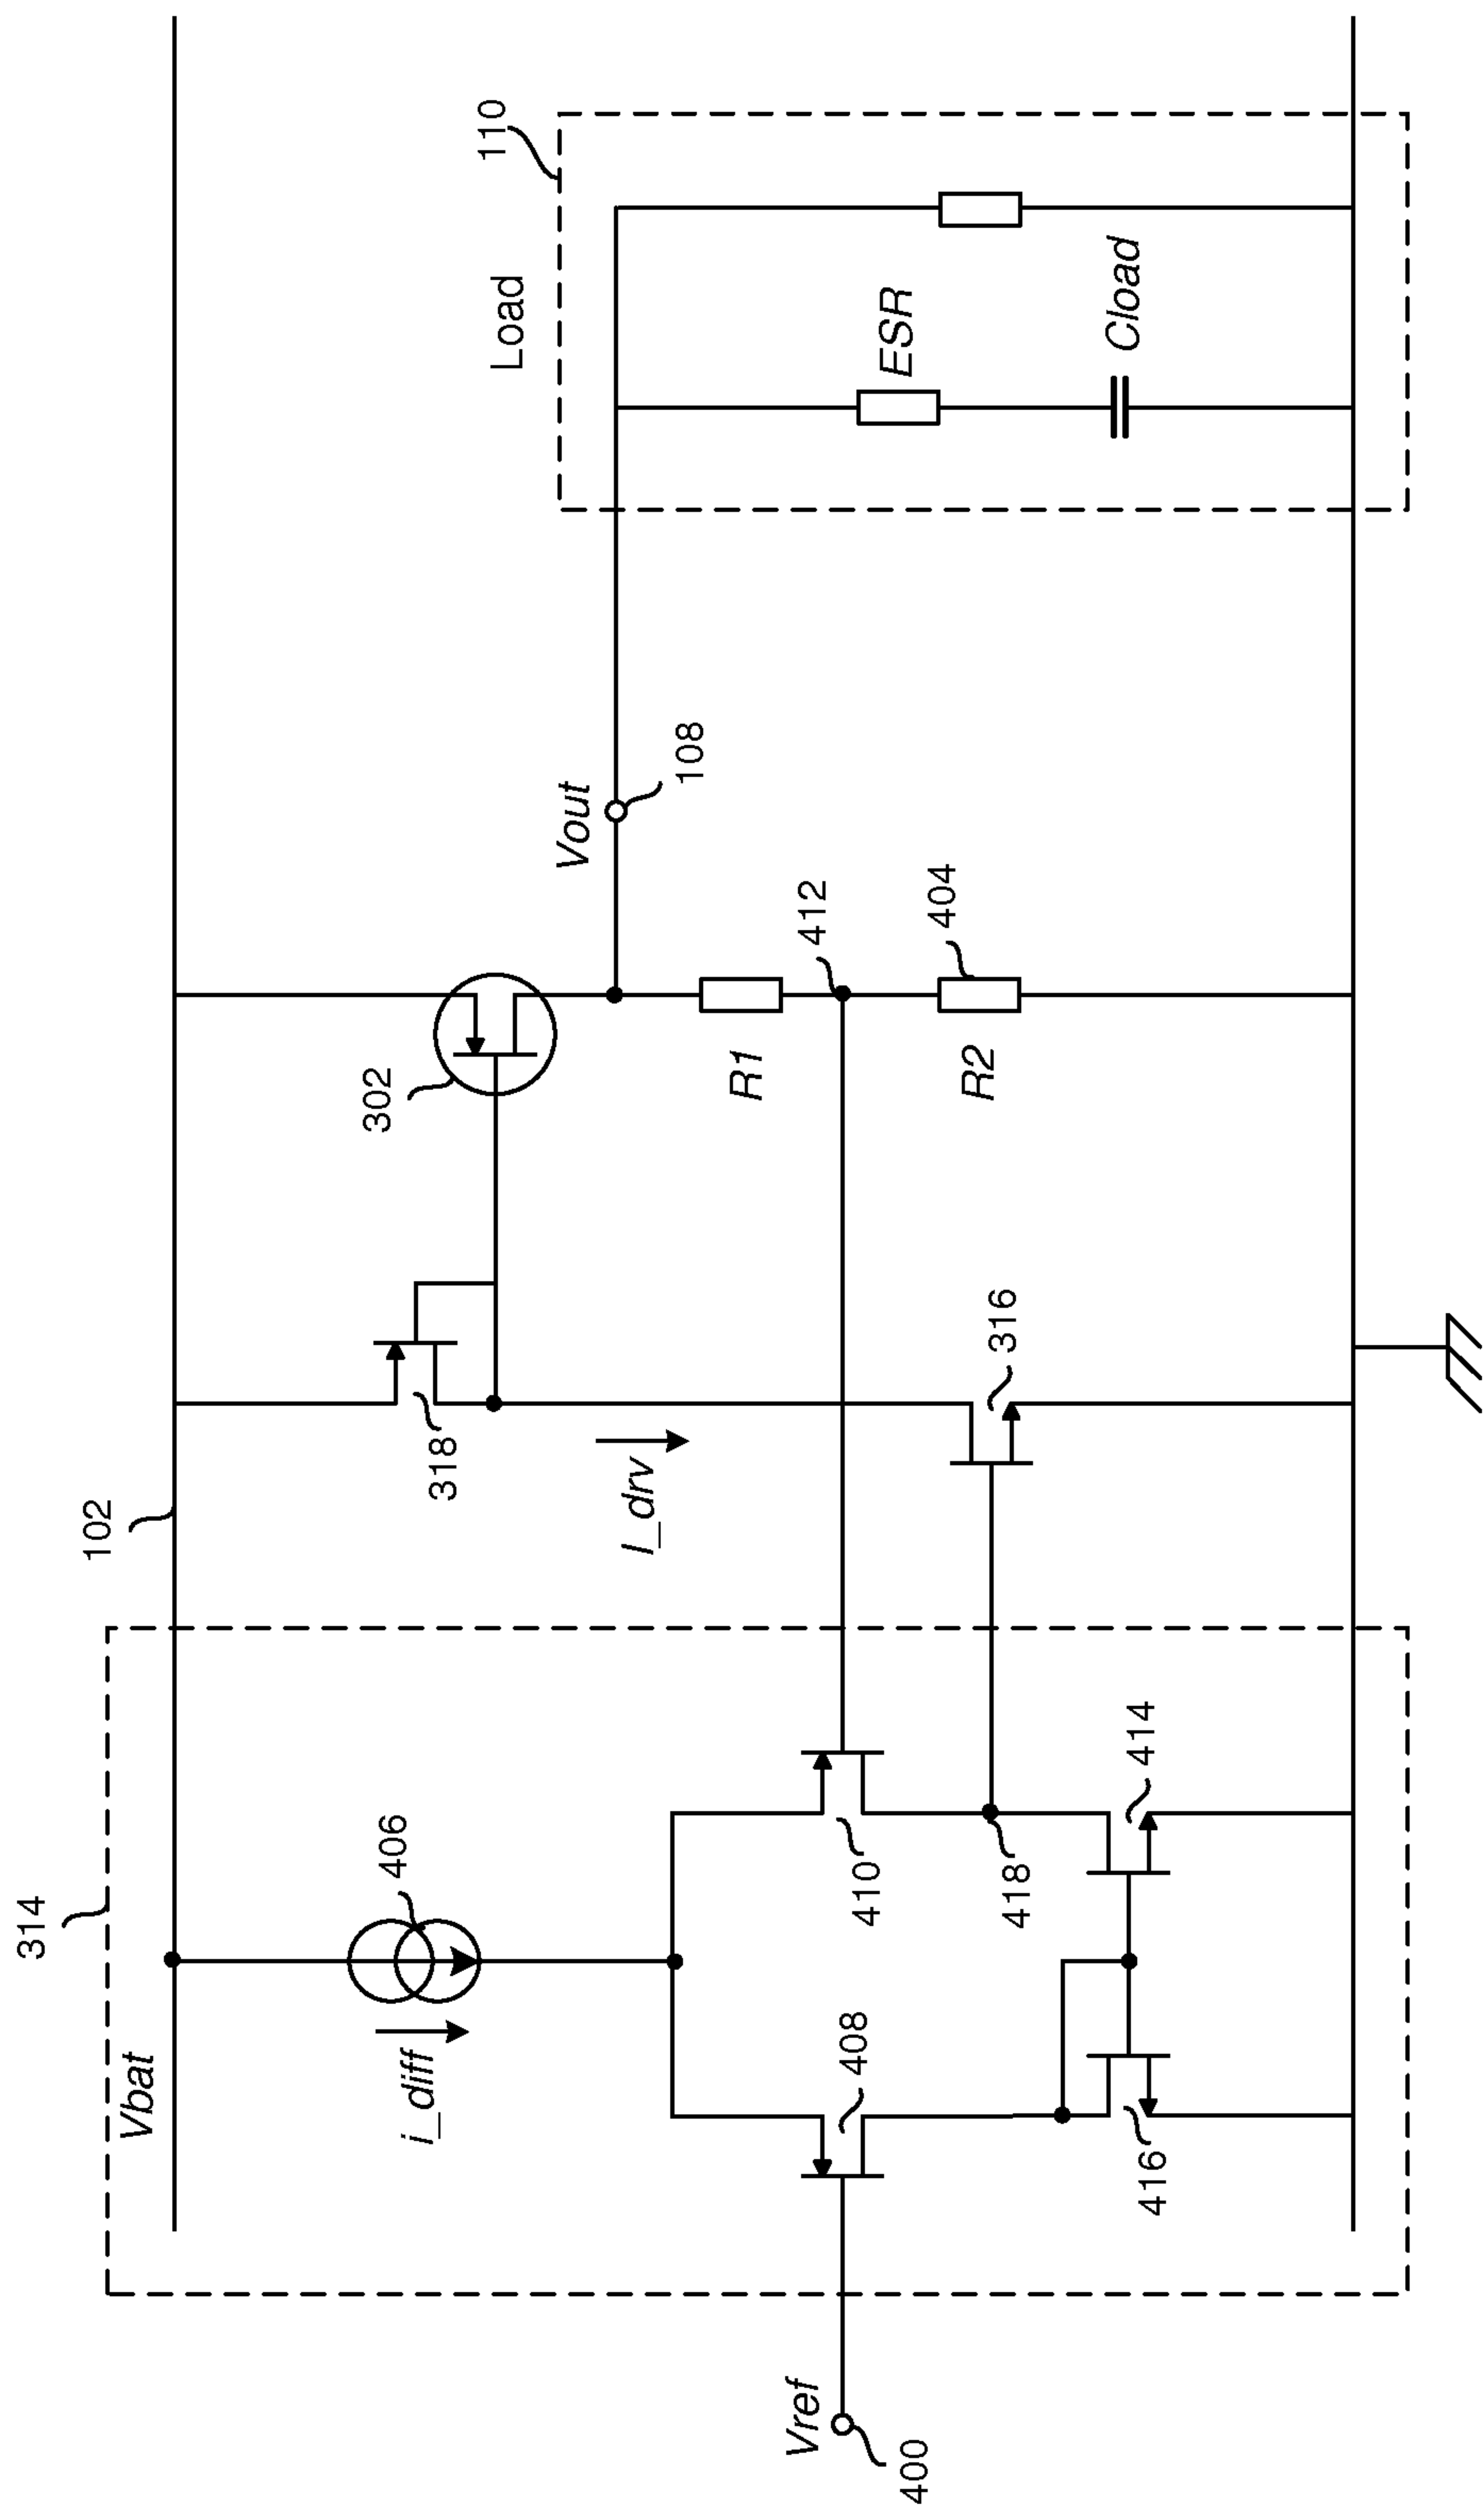 314
Vbat
102
406
i_diff
Vref
400
408
410
418
416
414
318
I_drv
316
302
Vout
108
R1
412
R2
404
Load
110
ESR
Cload